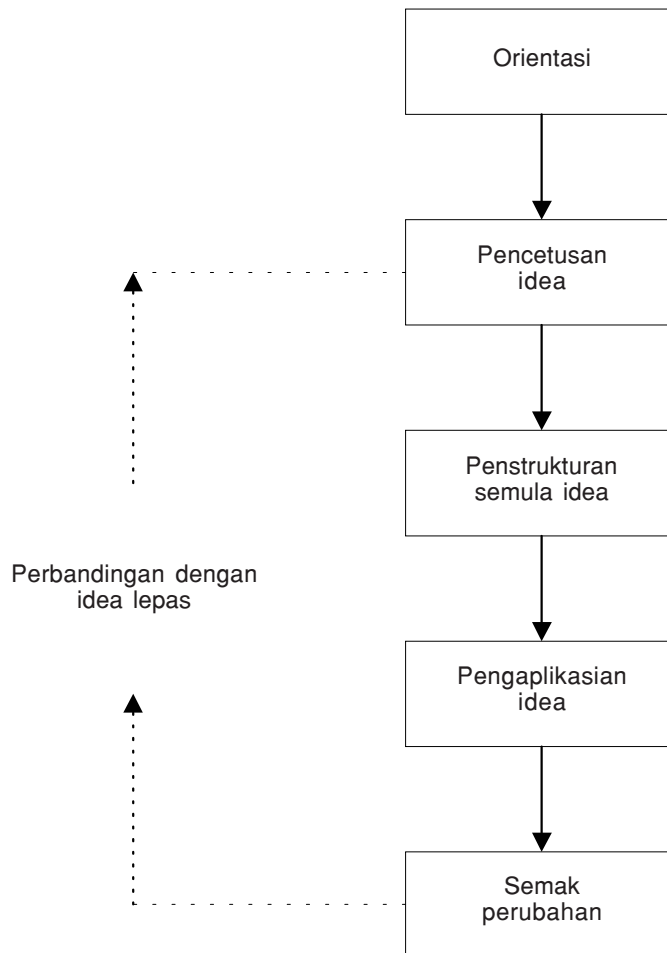 Orientasi
Pencetusan
idea
Penstrukturan
semula idea
Perbandingan dengan
idea lepas
Pengaplikasian
idea
Semak
perubahan